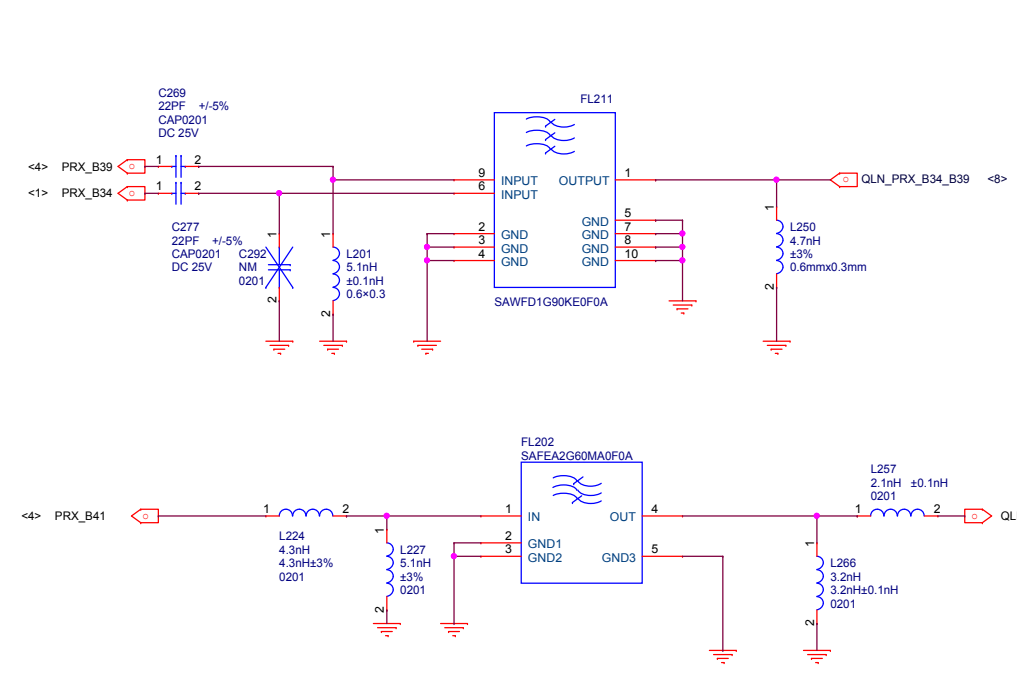 C269
22PF +/-5%
CAP0201
DC 25V
FL211
<4> PRX_B39
1 2
<1> PRX_B34
1 2
9 INPUT
6 INPUT
OUTPUT 1
QLN_PRX_B34_B39 <8>
2 GND
3 GND
4 GND
GND 5
GND 7
GND 8
GND 10
SAWFD1G90KE0F0A
C277
22PF +/-5%
CAP0201
DC 25V
1
C292
NM
0201
2
1
L201
5.1nH
±0.1nH
0.6×0.3
2
1
L250
4.7nH
±3%
0.6mmx0.3mm
2
FL202
SAFEA2G60MA0F0A
<4> PRX_B41
1 2
L224
4.3nH
4.3nH±3%
0201
1
L227
5.1nH
±3%
0201
2
1 IN
2 GND1
3 GND2
OUT 4
GND3 5
L257
2.1nH ±0.1nH
0201
1 2
QL
1
L266
3.2nH
3.2nH±0.1nH
0201
2